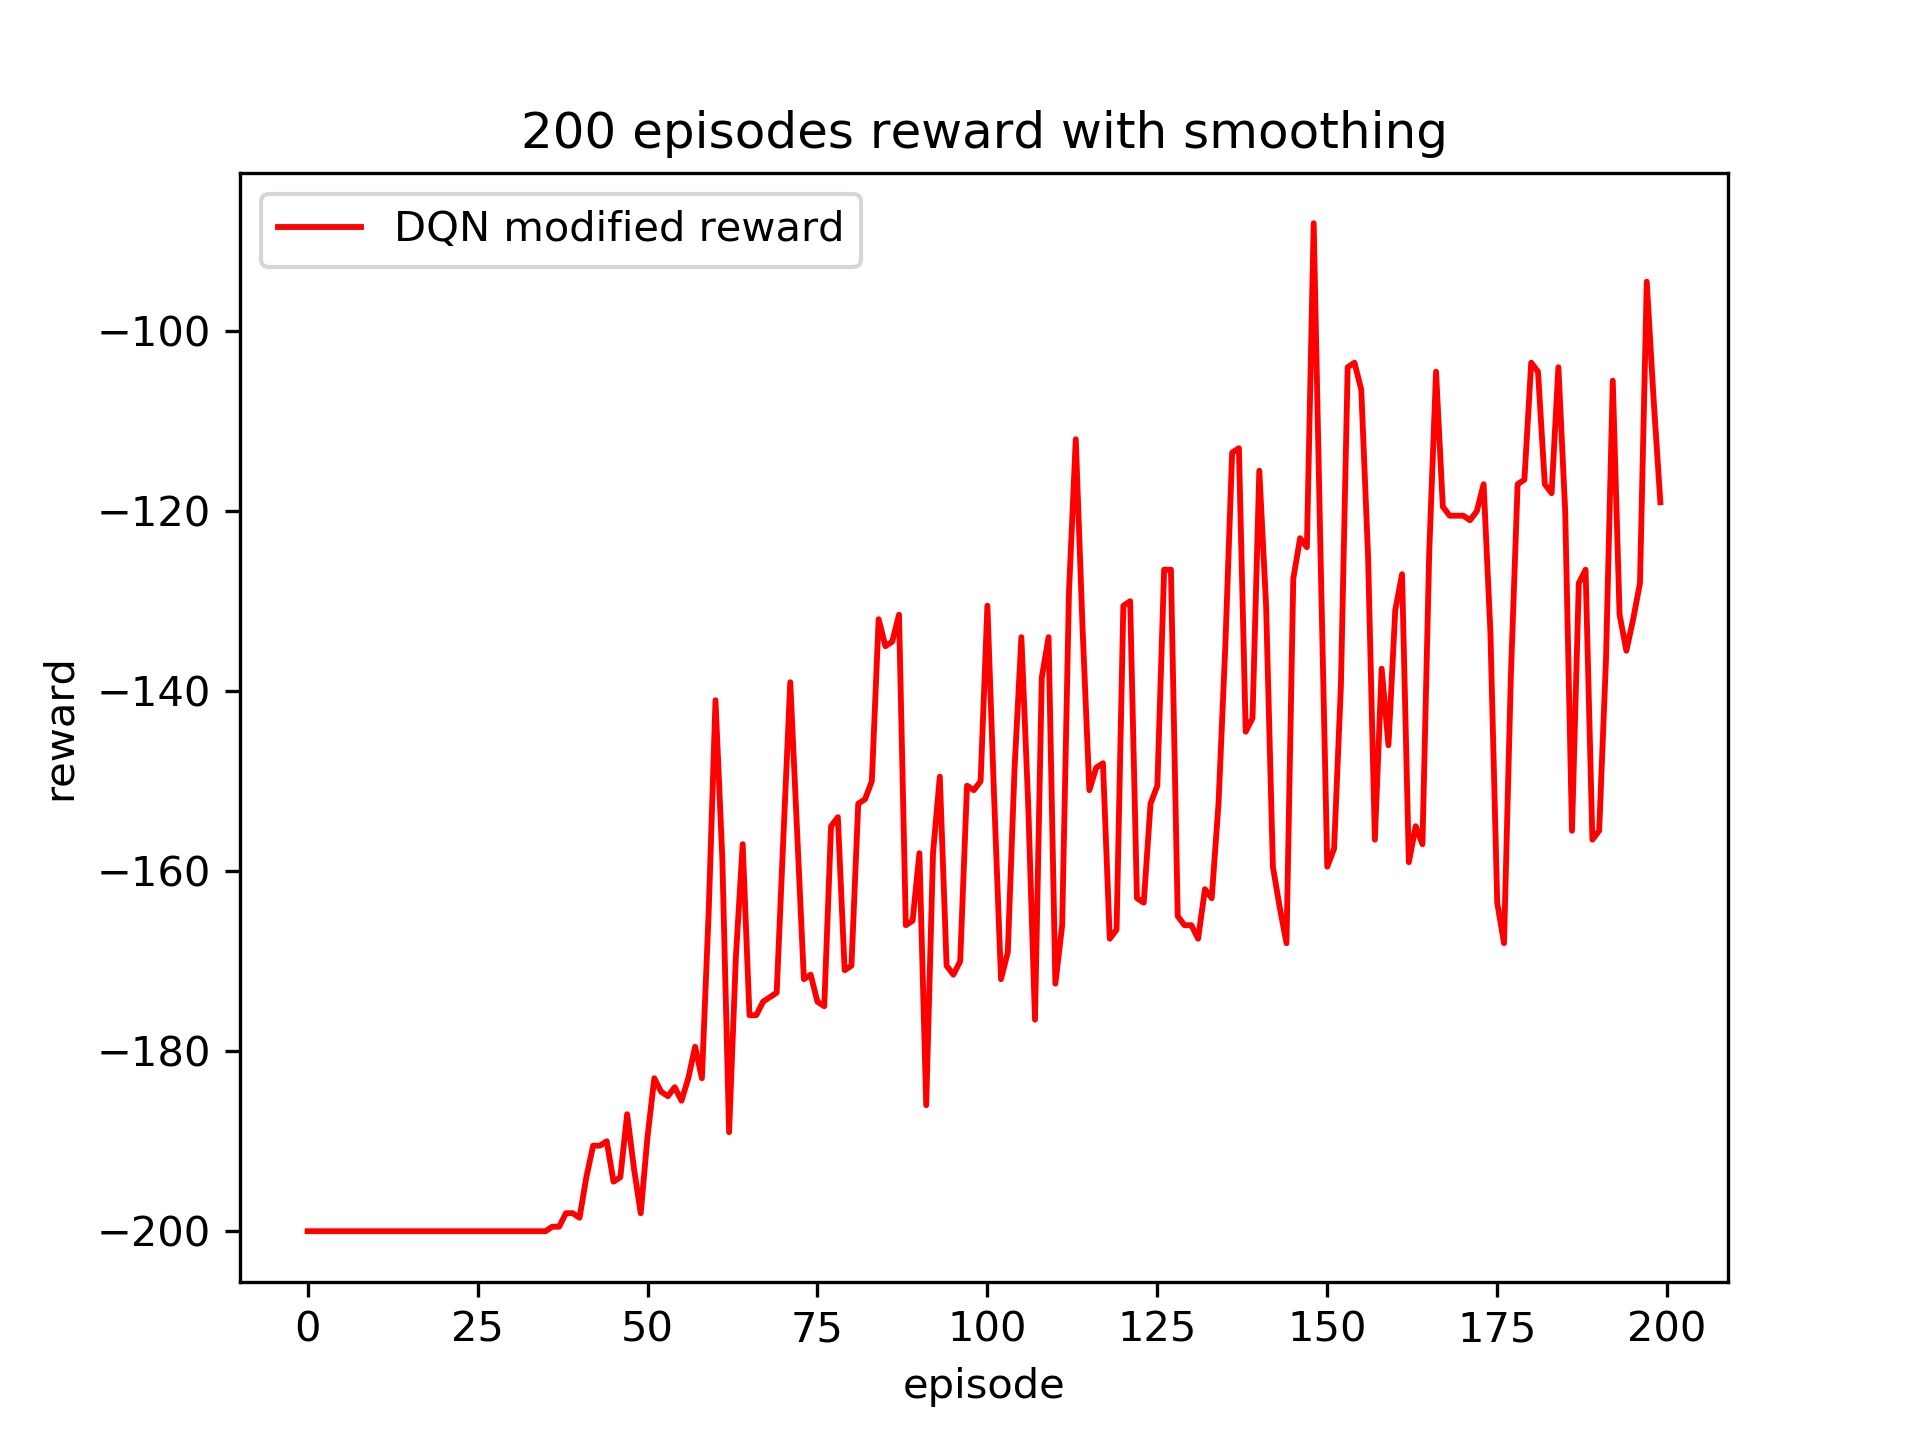 200 episodes reward with smoothing
DQN modified reward
reward
−100
−120
−140
−160
−180
−200
0 25 50 75 100 125 150 175 200
episode